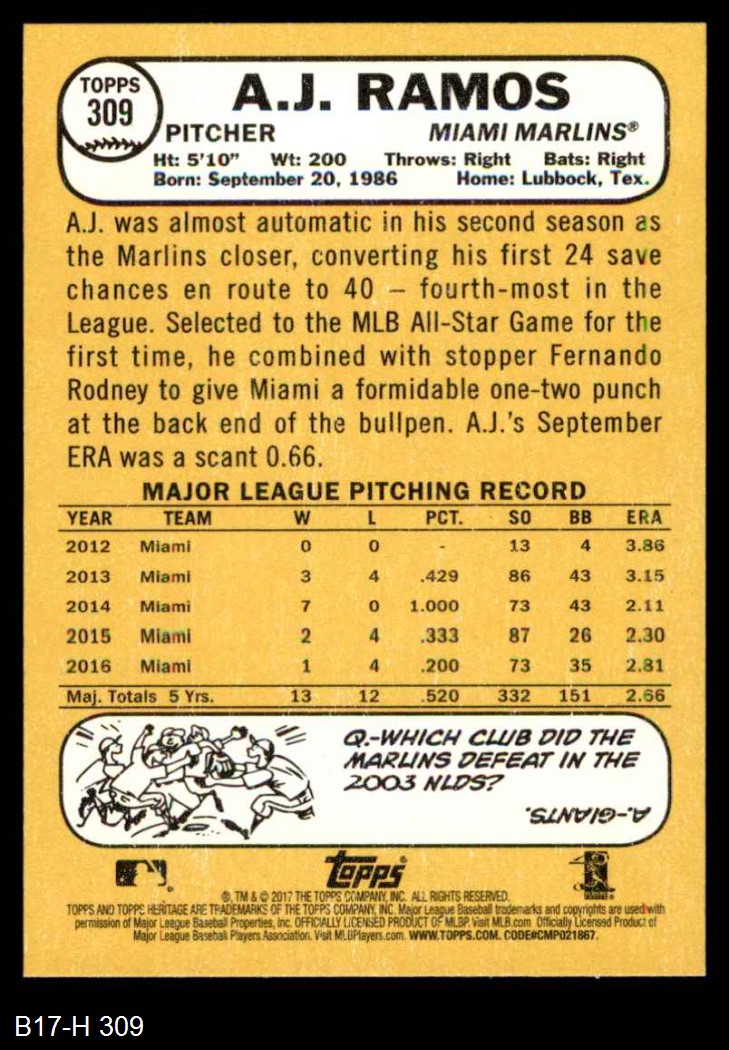 TOPPS
309
A.J. RAMOS
PITCHER MIAMI MARLINS®
Ht: 5'10" Wt: 200 Throws: Right Bats: Right
Born: September 20, 1986 Home: Lubbock, Tex.
A.J. was almost automatic in his second season as
the Marlins closer, converting his first 24 save
chances en route to 40 – fourth-most in the
League. Selected to the MLB All-Star Game for the
first time, he combined with stopper Fernando
Rodney to give Miami a formidable one-two punch
at the back end of the bullpen. A.J.'s September
ERA was a scant 0.66.
MAJOR LEAGUE PITCHING RECORD
YEAR TEAM W L PCT. SO BB ERA
2012 Miami 0 0 - 13 4 3.86
2013 Miami 3 4 .429 86 43 3.15
2014 Miami 7 0 1.000 73 43 2.11
2015 Miami 2 4 .333 87 26 2.30
2016 Miami 1 4 .200 73 35 2.81
Maj. Totals 5 Yrs. 13 12 .520 332 151 2.66
Q.-WHICH CLUB DID THE
MARLINS DEFEAT IN THE
2003 NLDS?
A.-GIANTS.
topps®
®, TM & © 2017 THE TOPPS COMPANY, INC. ALL RIGHTS RESERVED.
TOPPS AND TOPPS HERITAGE ARE TRADEMARKS OF THE TOPPS COMPANY, INC. Major League Baseball trademarks and copyrights are used with
permission of Major League Baseball Properties, Inc. OFFICIALLY LICENSED PRODUCT OF MLBP. Visit MLB.com Officially Licensed Product of
Major League Baseball Players Association. Visit MLBPlayers.com. WWW.TOPPS.COM. CODE#CMP021867.
B17-H 309